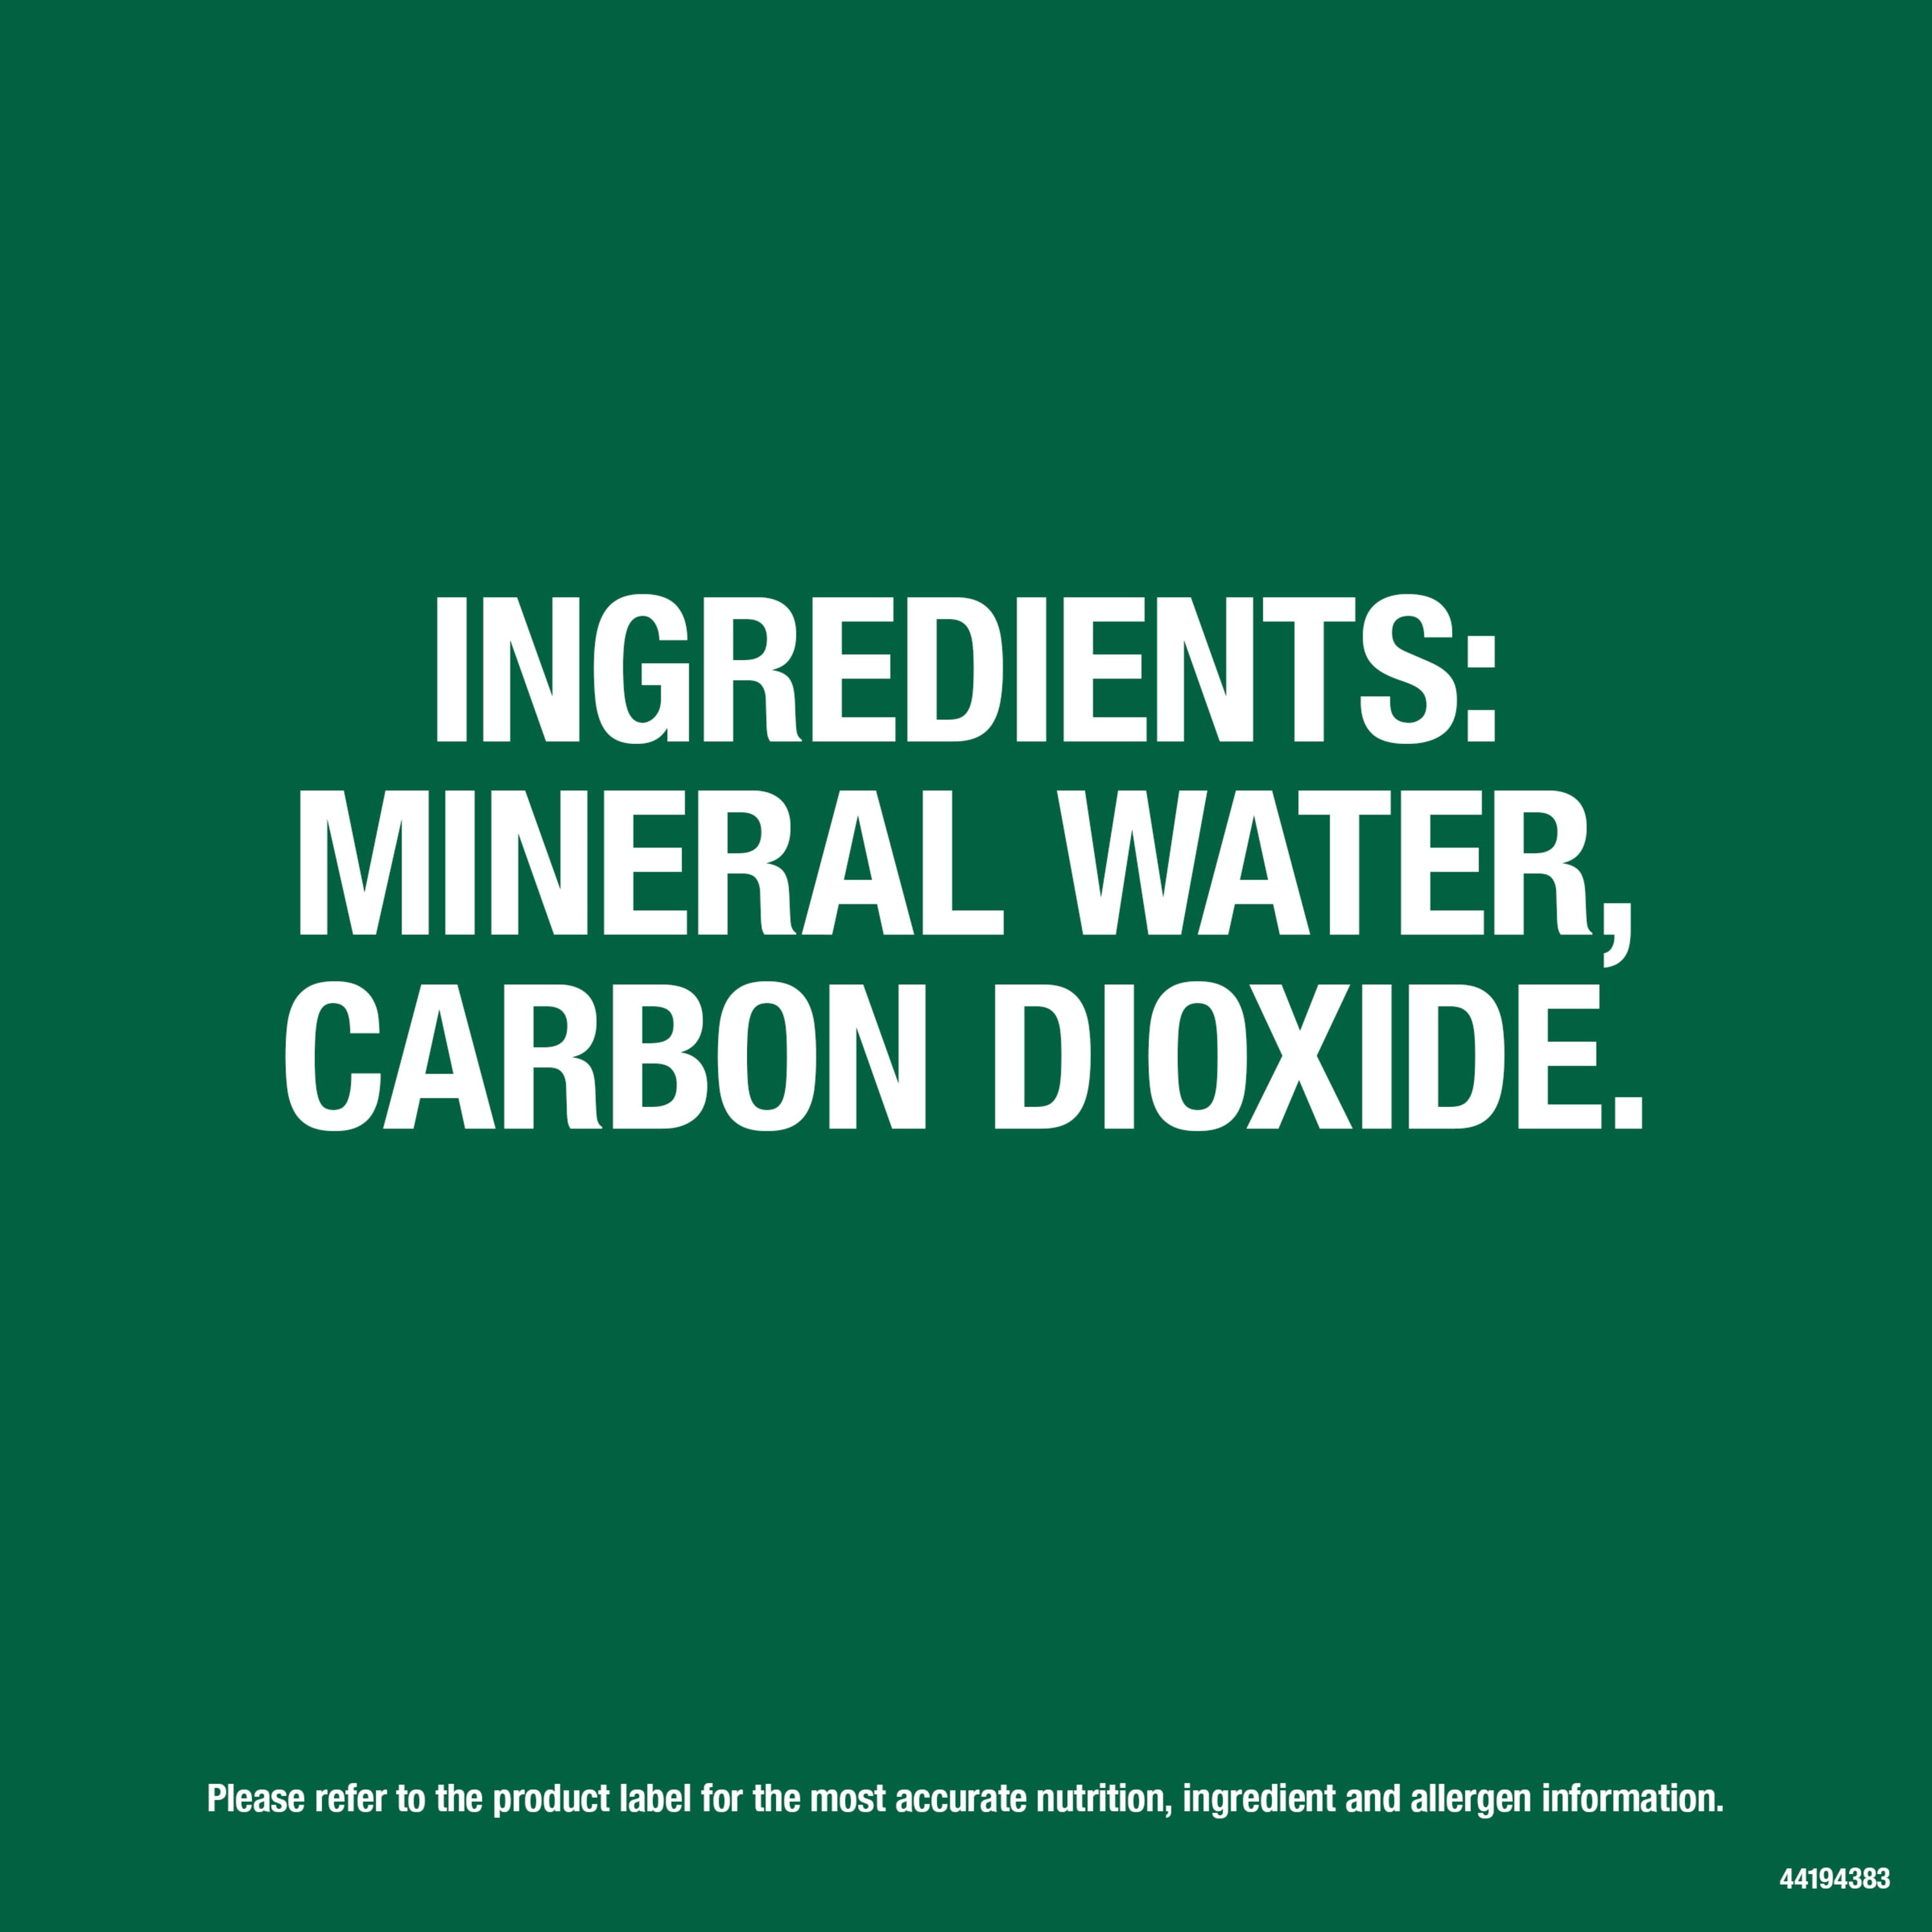 INGREDIENTS:
MINERAL WATER,
CARBON DIOXIDE.
Please refer to the product label for the most accurate nutrition, ingredient and allergen information.
44194383